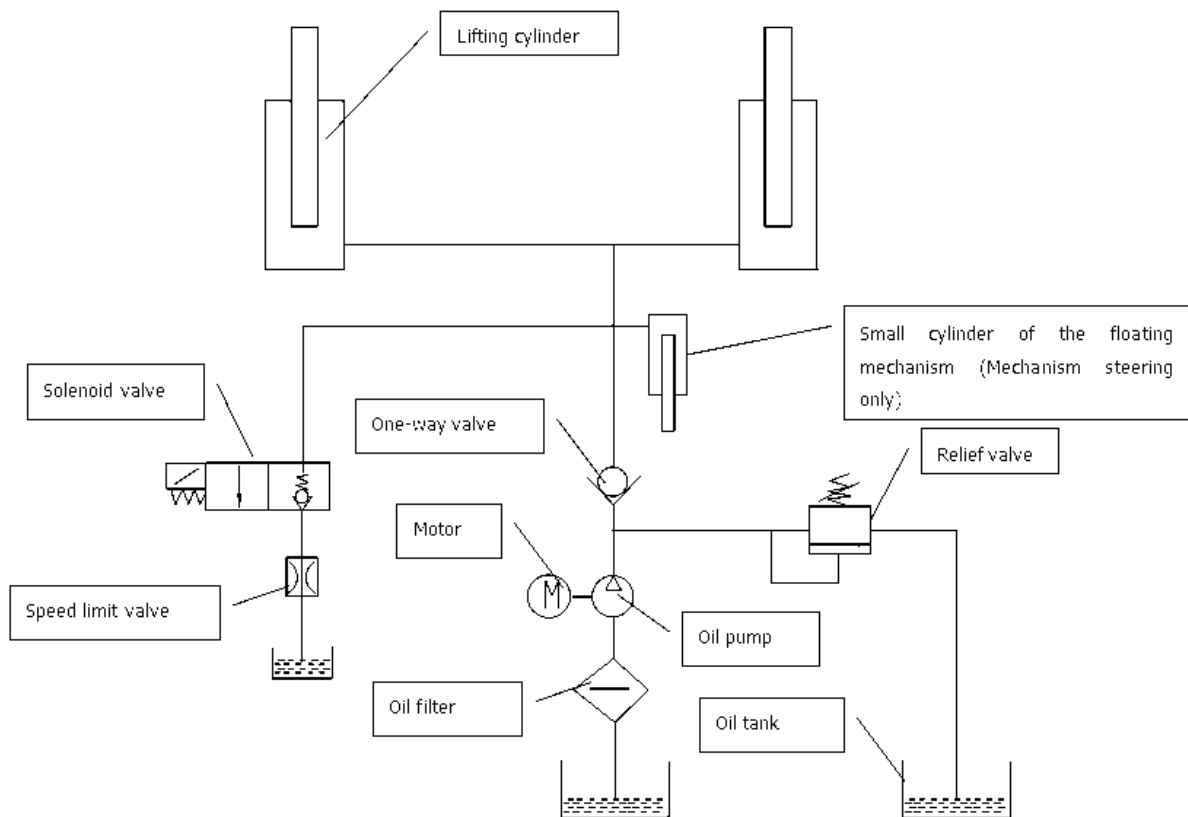 Lifting cylinder
Small cylinder of the floating
mechanism (Mechanism steering
only)
Solenoid valve
One-way valve
Relief valve
Motor
Speed limit valve
Oil pump
Oil filter
Oil tank
M